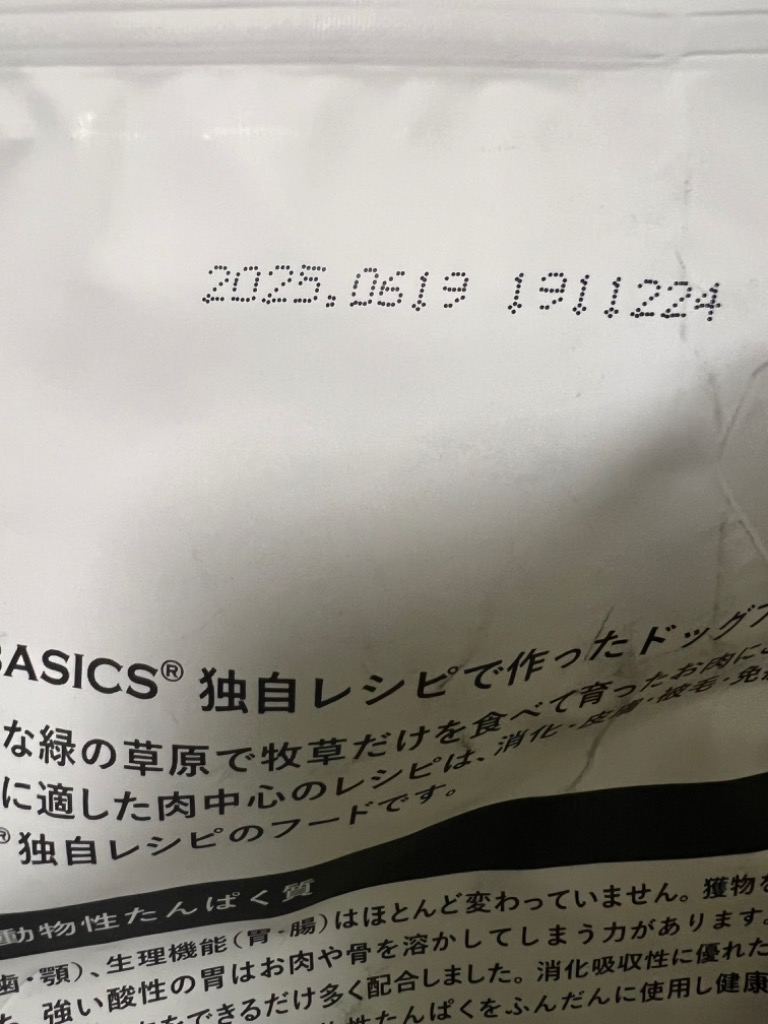 2025.0619 1911224
BASICS® 独自レシピで作ったドッグフ
な緑の草原で牧草だけを食べて育ったお肉に
に適した肉中心のレシピは、消化・皮膚・被毛・免
® 独自レシピのフードです。
動物性たんぱく質
はほとんど変わっていません。獲物を
歯・顎)、生理機能(胃・腸)
強い酸性の胃はお肉や骨を溶かしてしまう力があります。
をできるだけ多く配合しました。消化吸収性に優れた
たんぱくをふんだんに使用し健康